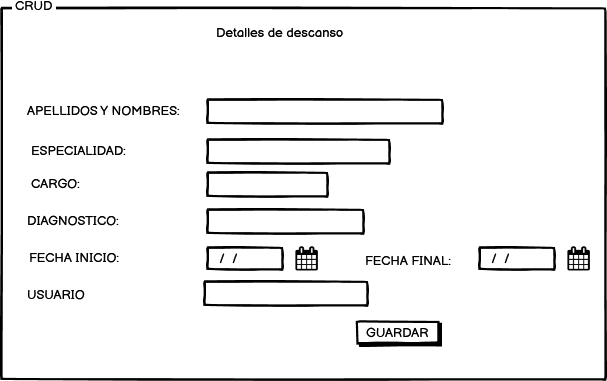 CRUD
Detalles de descanso
APELLIDOS Y NOMBRES:
ESPECIALIDAD:
CARGO:
DIAGNOSTICO:
FECHA INICIO: / / FECHA FINAL: / /
USUARIO
GUARDAR